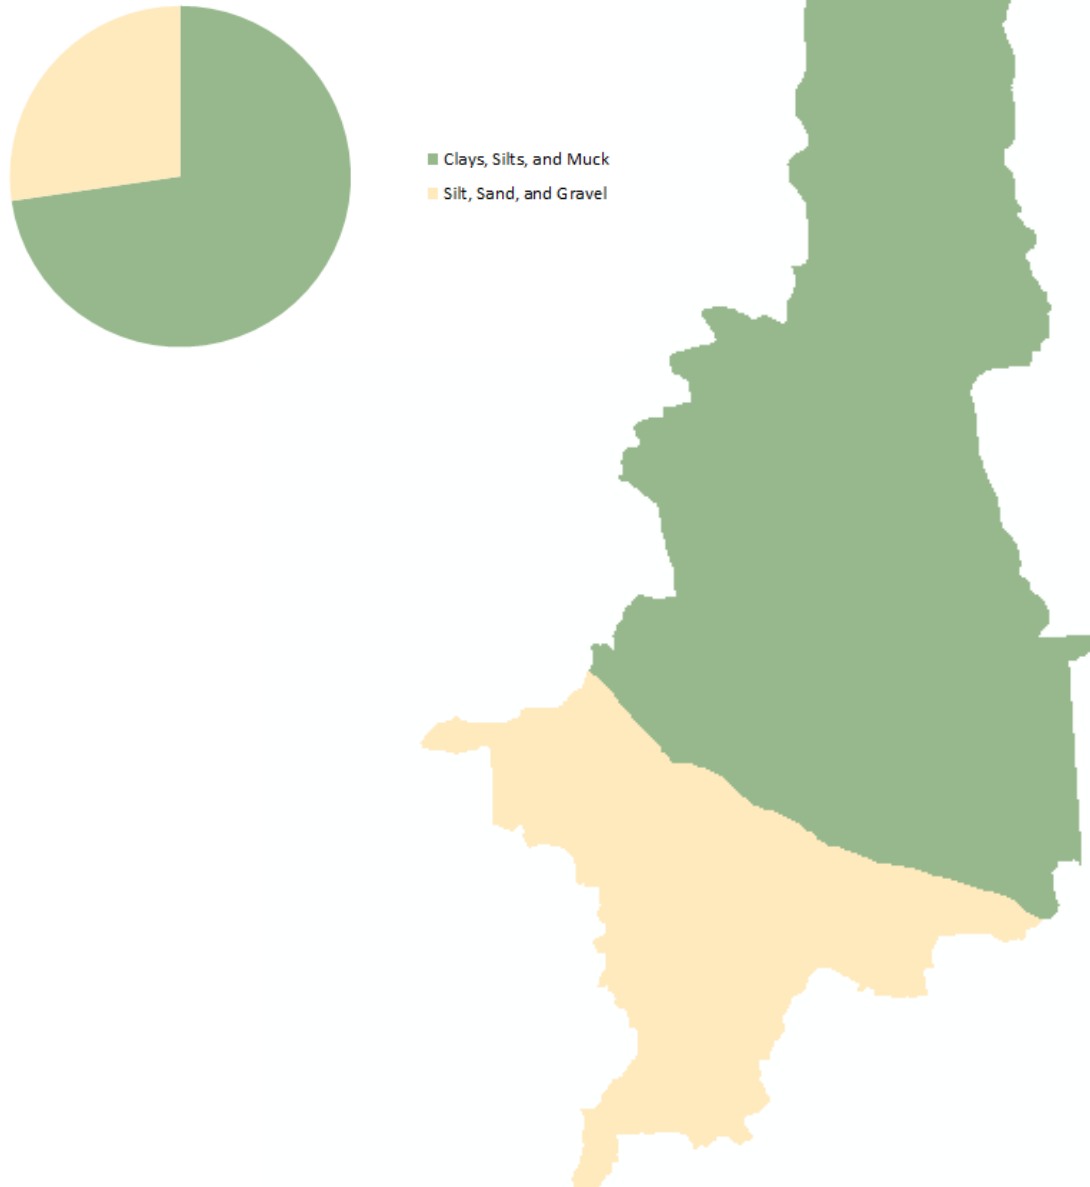 Clays, Silts, and Muck
Silt, Sand, and Gravel